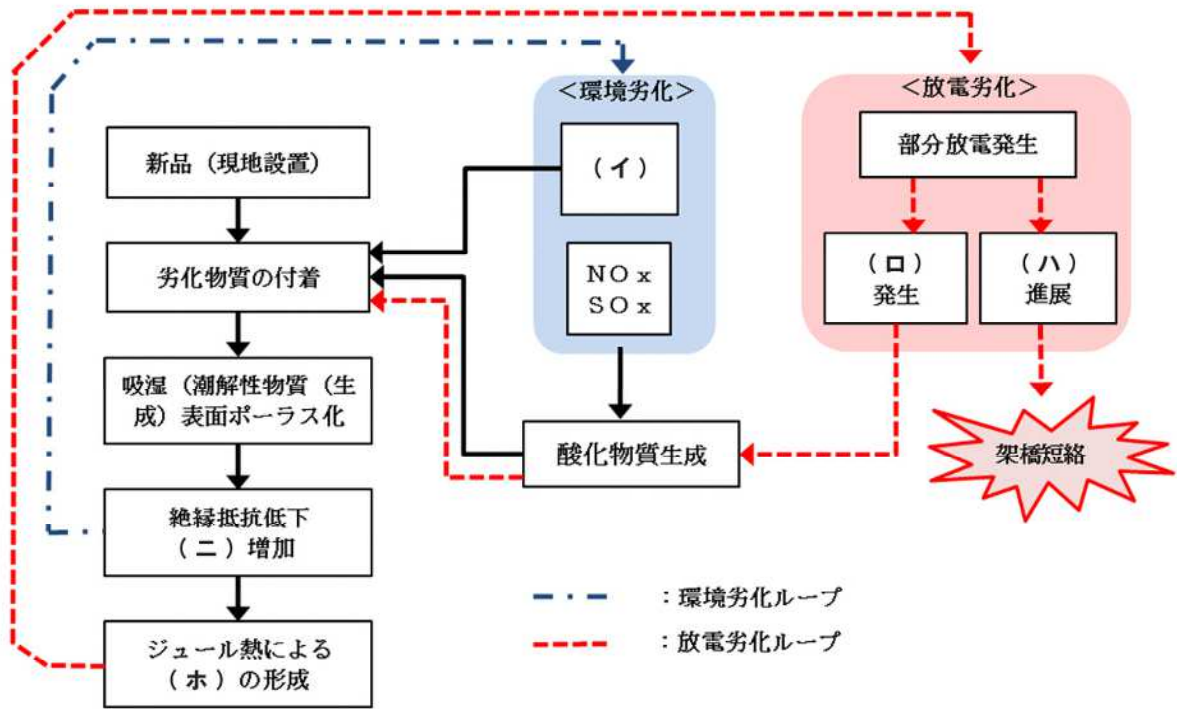 <環境劣化>
<放電劣化>
新品(現地設置)
(イ)
部分放電発生
劣化物質の付着
NOx
SOx
(ロ)
発生
(ハ)
進展
吸湿(潮解性物質(生
成)表面ポーラス化
酸化物質生成
架橋短絡
絶縁抵抗低下
(ニ)増加
:環境劣化ループ
ジュール熱による
(ホ)の形成
:放電劣化ループ